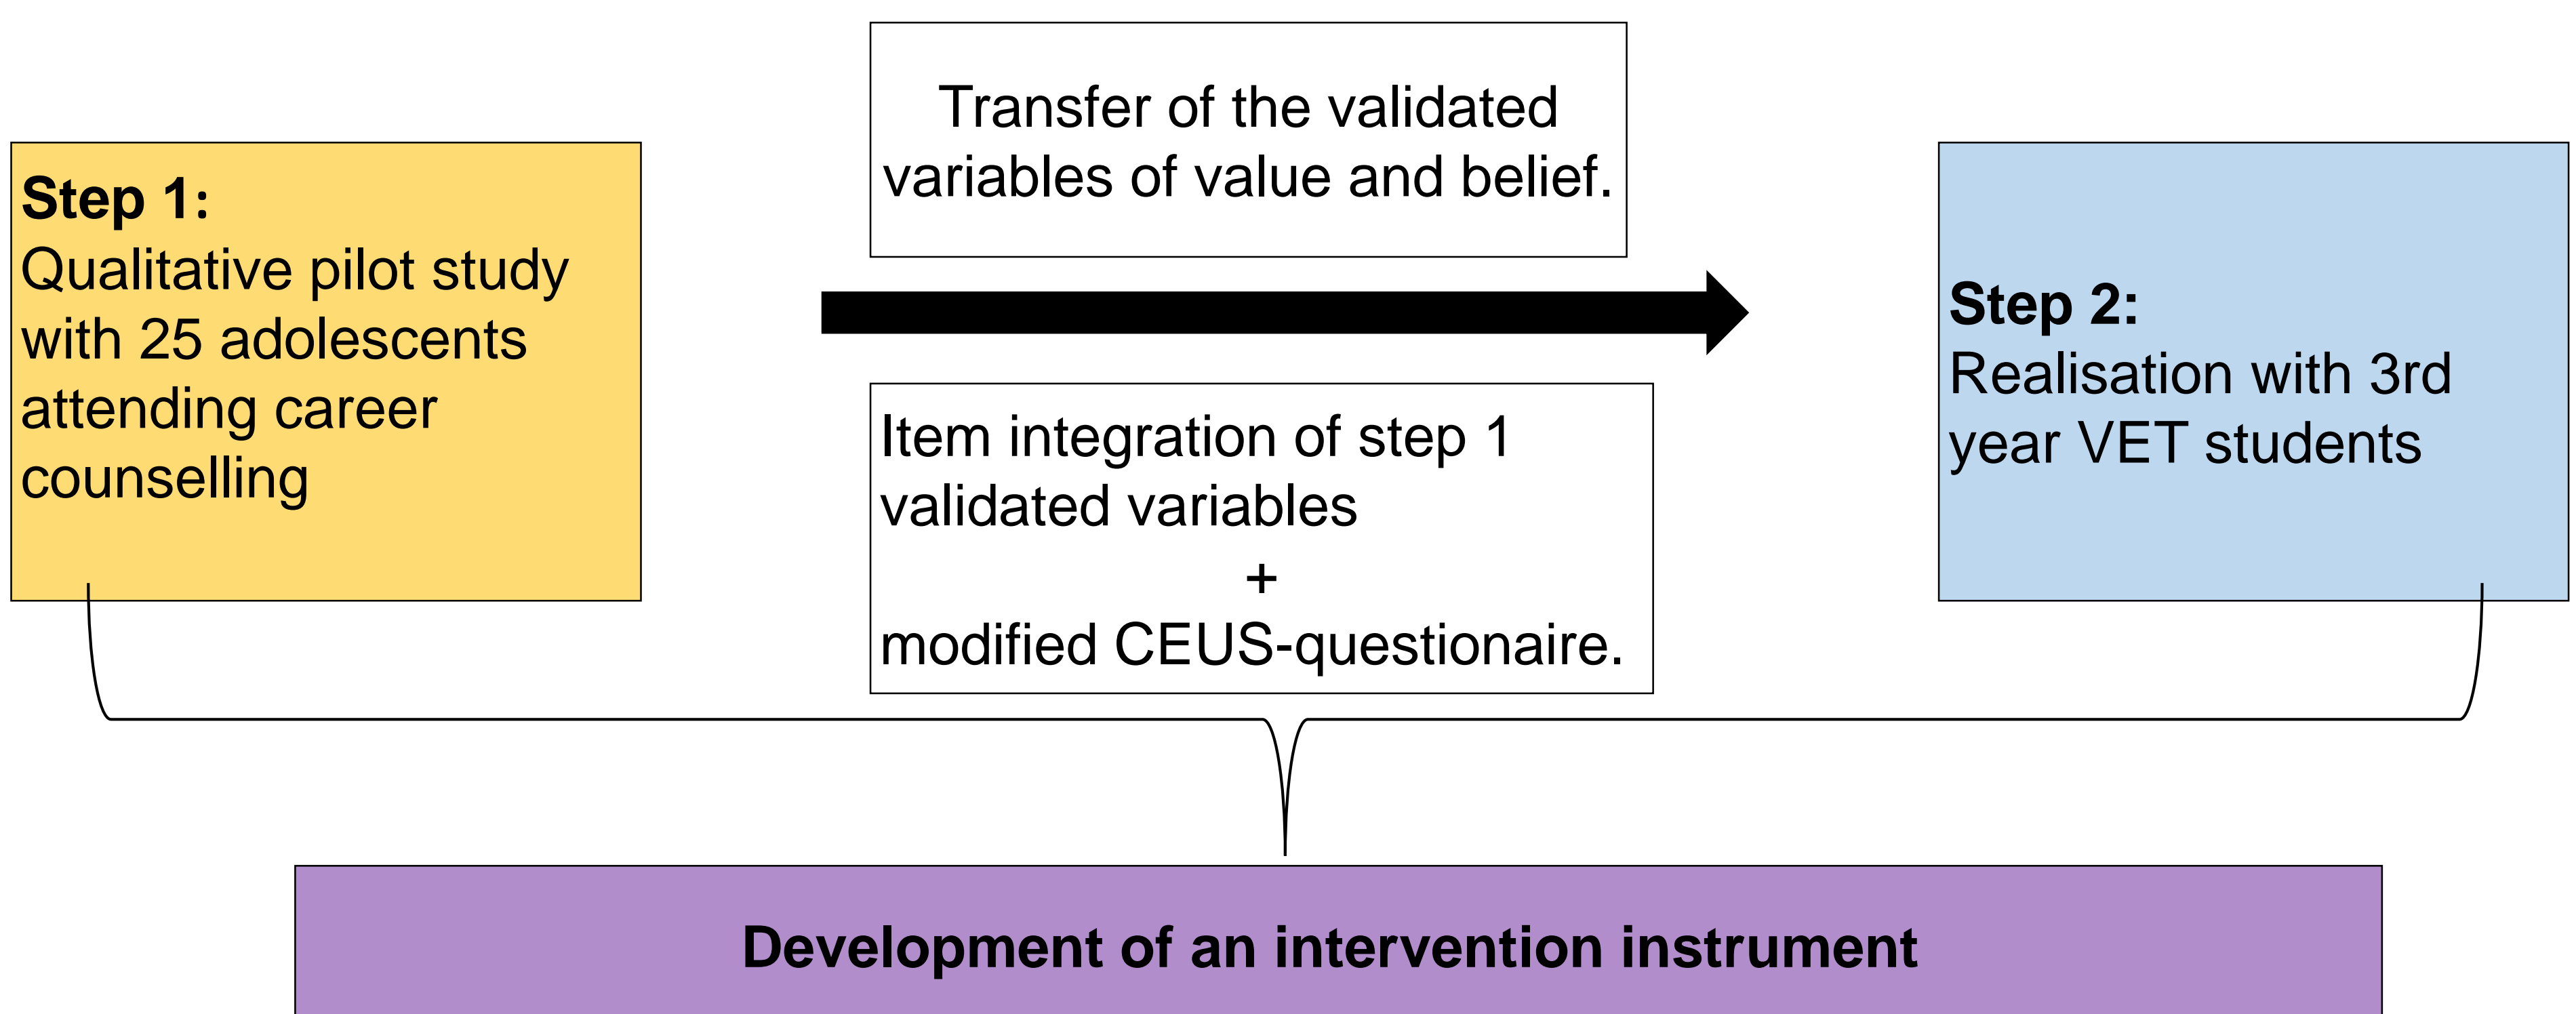 Step 1:
Qualitative pilot study
with 25 adolescents
attending career
counselling
Transfer of the validated
variables of value and belief.
Item integration of step 1
validated variables
+
modified CEUS-questionaire.
Step 2:
Realisation with 3rd
year VET students
Development of an intervention instrument